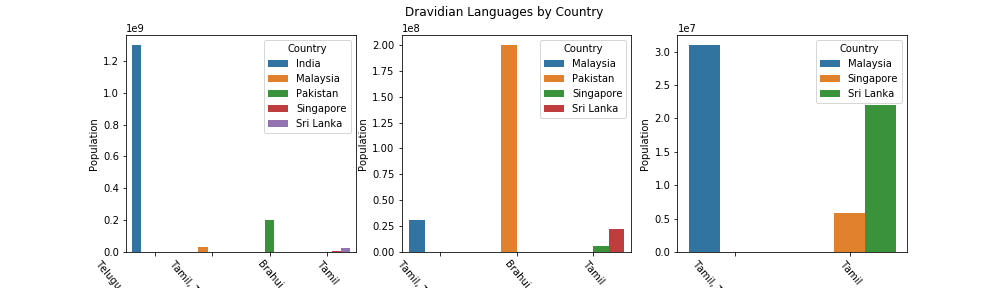 Dravidian Languages by Country
1e9
1.2
1.0
0.8
0.6
0.4
0.2
0.0
Population
Country
India
Malaysia
Pakistan
Singapore
Sri Lanka
Telugu
Tamil,
Brahui
Tamil
1e8
2.00
1.75
1.50
1.25
1.00
0.75
0.50
0.25
0.00
Population
Country
Malaysia
Pakistan
Singapore
Sri Lanka
Tamil,
Brahui
Tamil
1e7
3.0
2.5
2.0
1.5
1.0
0.5
0.0
Population
Country
Malaysia
Singapore
Sri Lanka
Tamil,
Tamil